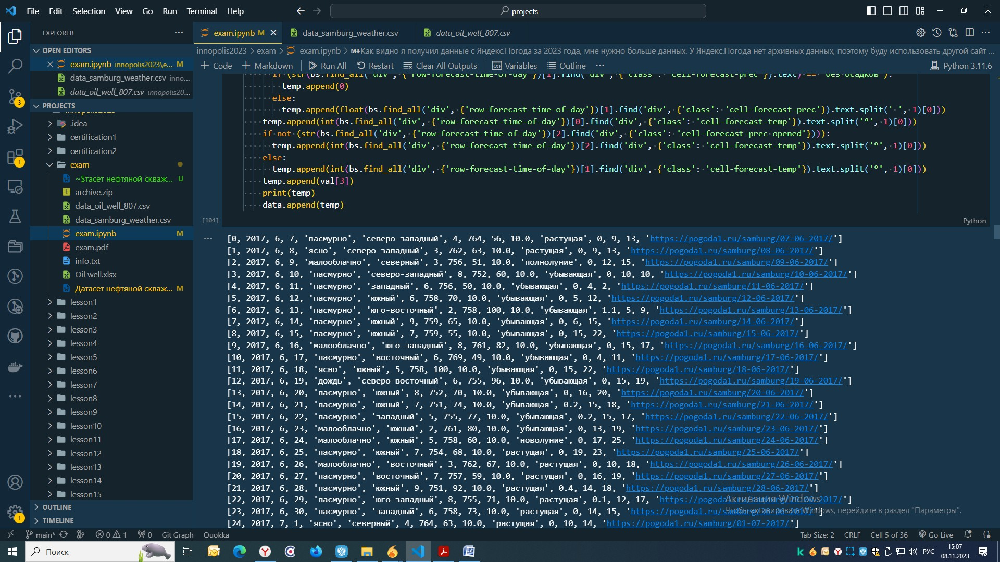 File Edit Selection View Go Run Terminal Help
projects
EXPLORER
OPEN EDITORS
exam.ipynb innopolis2023\e... M
data_samburg_weather.csv inno...
data_oil_well_807.csv innopolis20...
PROJECTS
.idea
certification1
certification2
exam
~$тасет нефтяной скваж... U
archive.zip
data_oil_well_807.csv
data_samburg_weather.csv
exam.ipynb M
exam.pdf
info.txt
Oil well.xlsx
Датасет нефтяной скваж... M
lesson1
lesson2
lesson3
lesson4
lesson5
lesson6
lesson7
lesson8
lesson9
lesson10
lesson11
lesson12
lesson13
lesson14
lesson15
OUTLINE
TIMELINE
3
1
1
exam.ipynb M
data_samburg_weather.csv
data_oil_well_807.csv
innopolis2023 > exam > exam.ipynb > M↓Как видно я получил данные с Яндекс.Погода за 2023 года, мне нужно больше данных. У Яндекс.Погода нет архивных данных, поэтому буду использовать другой сайт ...
+ Code + Markdown Run All Restart Clear All Outputs Variables Outline ... Python 3.11.6
if (str(bs.find_all('div', {'row-forecast-time-of-day'})[1].find('div', {'class': 'cell-forecast-prec'}).text) == 'без осадков'):
temp.append(0)
else:
temp.append(float(bs.find_all('div', {'row-forecast-time-of-day'})[1].find('div', {'class': 'cell-forecast-prec'}).text.split(' ', 1)[0]))
temp.append(int(bs.find_all('div', {'row-forecast-time-of-day'})[0].find('div', {'class': 'cell-forecast-temp'}).text.split('°', 1)[0]))
if not (str(bs.find_all('div', {'row-forecast-time-of-day'})[2].find('div', {'class': 'cell-forecast-prec opened'}))):
temp.append(int(bs.find_all('div', {'row-forecast-time-of-day'})[2].find('div', {'class': 'cell-forecast-temp'}).text.split('°', 1)[0]))
else:
temp.append(int(bs.find_all('div', {'row-forecast-time-of-day'})[1].find('div', {'class': 'cell-forecast-temp'}).text.split('°', 1)[0]))
temp.append(val[3])
print(temp)
data.append(temp)
[104]
Python
[0, 2017, 6, 7, 'пасмурно', 'северо-западный', 4, 764, 56, 10.0, 'растущая', 0, 9, 13, 'https://pogoda1.ru/samburg/07-06-2017/']
[1, 2017, 6, 8, 'ясно', 'северо-западный', 3, 762, 63, 10.0, 'растущая', 0, 9, 13, 'https://pogoda1.ru/samburg/08-06-2017/']
[2, 2017, 6, 9, 'малооблачно', 'северный', 3, 756, 51, 10.0, 'полнолуние', 0, 12, 15, 'https://pogoda1.ru/samburg/09-06-2017/']
[3, 2017, 6, 10, 'пасмурно', 'северо-западный', 8, 752, 60, 10.0, 'убывающая', 0, 10, 10, 'https://pogoda1.ru/samburg/10-06-2017/']
[4, 2017, 6, 11, 'пасмурно', 'западный', 6, 756, 50, 10.0, 'убывающая', 0, 4, 2, 'https://pogoda1.ru/samburg/11-06-2017/']
[5, 2017, 6, 12, 'пасмурно', 'южный', 6, 758, 70, 10.0, 'убывающая', 0, 5, 12, 'https://pogoda1.ru/samburg/12-06-2017/']
[6, 2017, 6, 13, 'пасмурно', 'юго-восточный', 2, 758, 100, 10.0, 'убывающая', 1.1, 5, 9, 'https://pogoda1.ru/samburg/13-06-2017/']
[7, 2017, 6, 14, 'пасмурно', 'южный', 9, 759, 65, 10.0, 'убывающая', 0, 6, 15, 'https://pogoda1.ru/samburg/14-06-2017/']
[8, 2017, 6, 15, 'пасмурно', 'южный', 7, 759, 55, 10.0, 'убывающая', 0, 15, 22, 'https://pogoda1.ru/samburg/15-06-2017/']
[9, 2017, 6, 16, 'малооблачно', 'юго-западный', 8, 761, 82, 10.0, 'убывающая', 0, 15, 17, 'https://pogoda1.ru/samburg/16-06-2017/']
[10, 2017, 6, 17, 'пасмурно', 'восточный', 6, 769, 49, 10.0, 'убывающая', 0, 4, 11, 'https://pogoda1.ru/samburg/17-06-2017/']
[11, 2017, 6, 18, 'ясно', 'южный', 5, 758, 100, 10.0, 'убывающая', 0, 15, 22, 'https://pogoda1.ru/samburg/18-06-2017/']
[12, 2017, 6, 19, 'дождь', 'северо-восточный', 6, 755, 96, 10.0, 'убывающая', 0, 15, 19, 'https://pogoda1.ru/samburg/19-06-2017/']
[13, 2017, 6, 20, 'пасмурно', 'южный', 8, 752, 70, 10.0, 'убывающая', 0, 16, 20, 'https://pogoda1.ru/samburg/20-06-2017/']
[14, 2017, 6, 21, 'пасмурно', 'южный', 7, 751, 74, 10.0, 'убывающая', 0.2, 15, 18, 'https://pogoda1.ru/samburg/21-06-2017/']
[15, 2017, 6, 22, 'пасмурно', 'западный', 5, 755, 77, 10.0, 'убывающая', 0.2, 15, 17, 'https://pogoda1.ru/samburg/22-06-2017/']
[16, 2017, 6, 23, 'малооблачно', 'южный', 2, 761, 80, 10.0, 'убывающая', 0, 13, 19, 'https://pogoda1.ru/samburg/23-06-2017/']
[17, 2017, 6, 24, 'малооблачно', 'южный', 5, 758, 60, 10.0, 'новолуние', 0, 17, 25, 'https://pogoda1.ru/samburg/24-06-2017/']
[18, 2017, 6, 25, 'пасмурно', 'южный', 7, 754, 68, 10.0, 'растущая', 0, 19, 23, 'https://pogoda1.ru/samburg/25-06-2017/']
[19, 2017, 6, 26, 'малооблачно', 'восточный', 3, 762, 67, 10.0, 'растущая', 0, 10, 18, 'https://pogoda1.ru/samburg/26-06-2017/']
[20, 2017, 6, 27, 'пасмурно', 'восточный', 7, 757, 59, 10.0, 'растущая', 0, 16, 19, 'https://pogoda1.ru/samburg/27-06-2017/']
[21, 2017, 6, 28, 'пасмурно', 'южный', 9, 751, 92, 10.0, 'растущая', 0.4, 14, 18, 'https://pogoda1.ru/samburg/28-06-2017/']
[22, 2017, 6, 29, 'пасмурно', 'юго-западный', 8, 755, 71, 10.0, 'растущая', 0.1, 12, 17, 'https://pogoda1.ru/samburg/29-06-2017/']
[23, 2017, 6, 30, 'пасмурно', 'западный', 6, 758, 73, 10.0, 'растущая', 0, 14, 15, 'https://pogoda1.ru/samburg/30-06-2017/']
[24, 2017, 7, 1, 'ясно', 'северный', 4, 764, 63, 10.0, 'растущая', 0, 10, 14, 'https://pogoda1.ru/samburg/01-07-2017/']
Активация Windows
Чтобы активировать Windows, перейдите в раздел "Параметры".
main* 0 1 0 Git Graph Quokka Tab Size: 2 CRLF Cell 5 of 36 Go Live
Поиск
РУС
15:07
08.11.2023